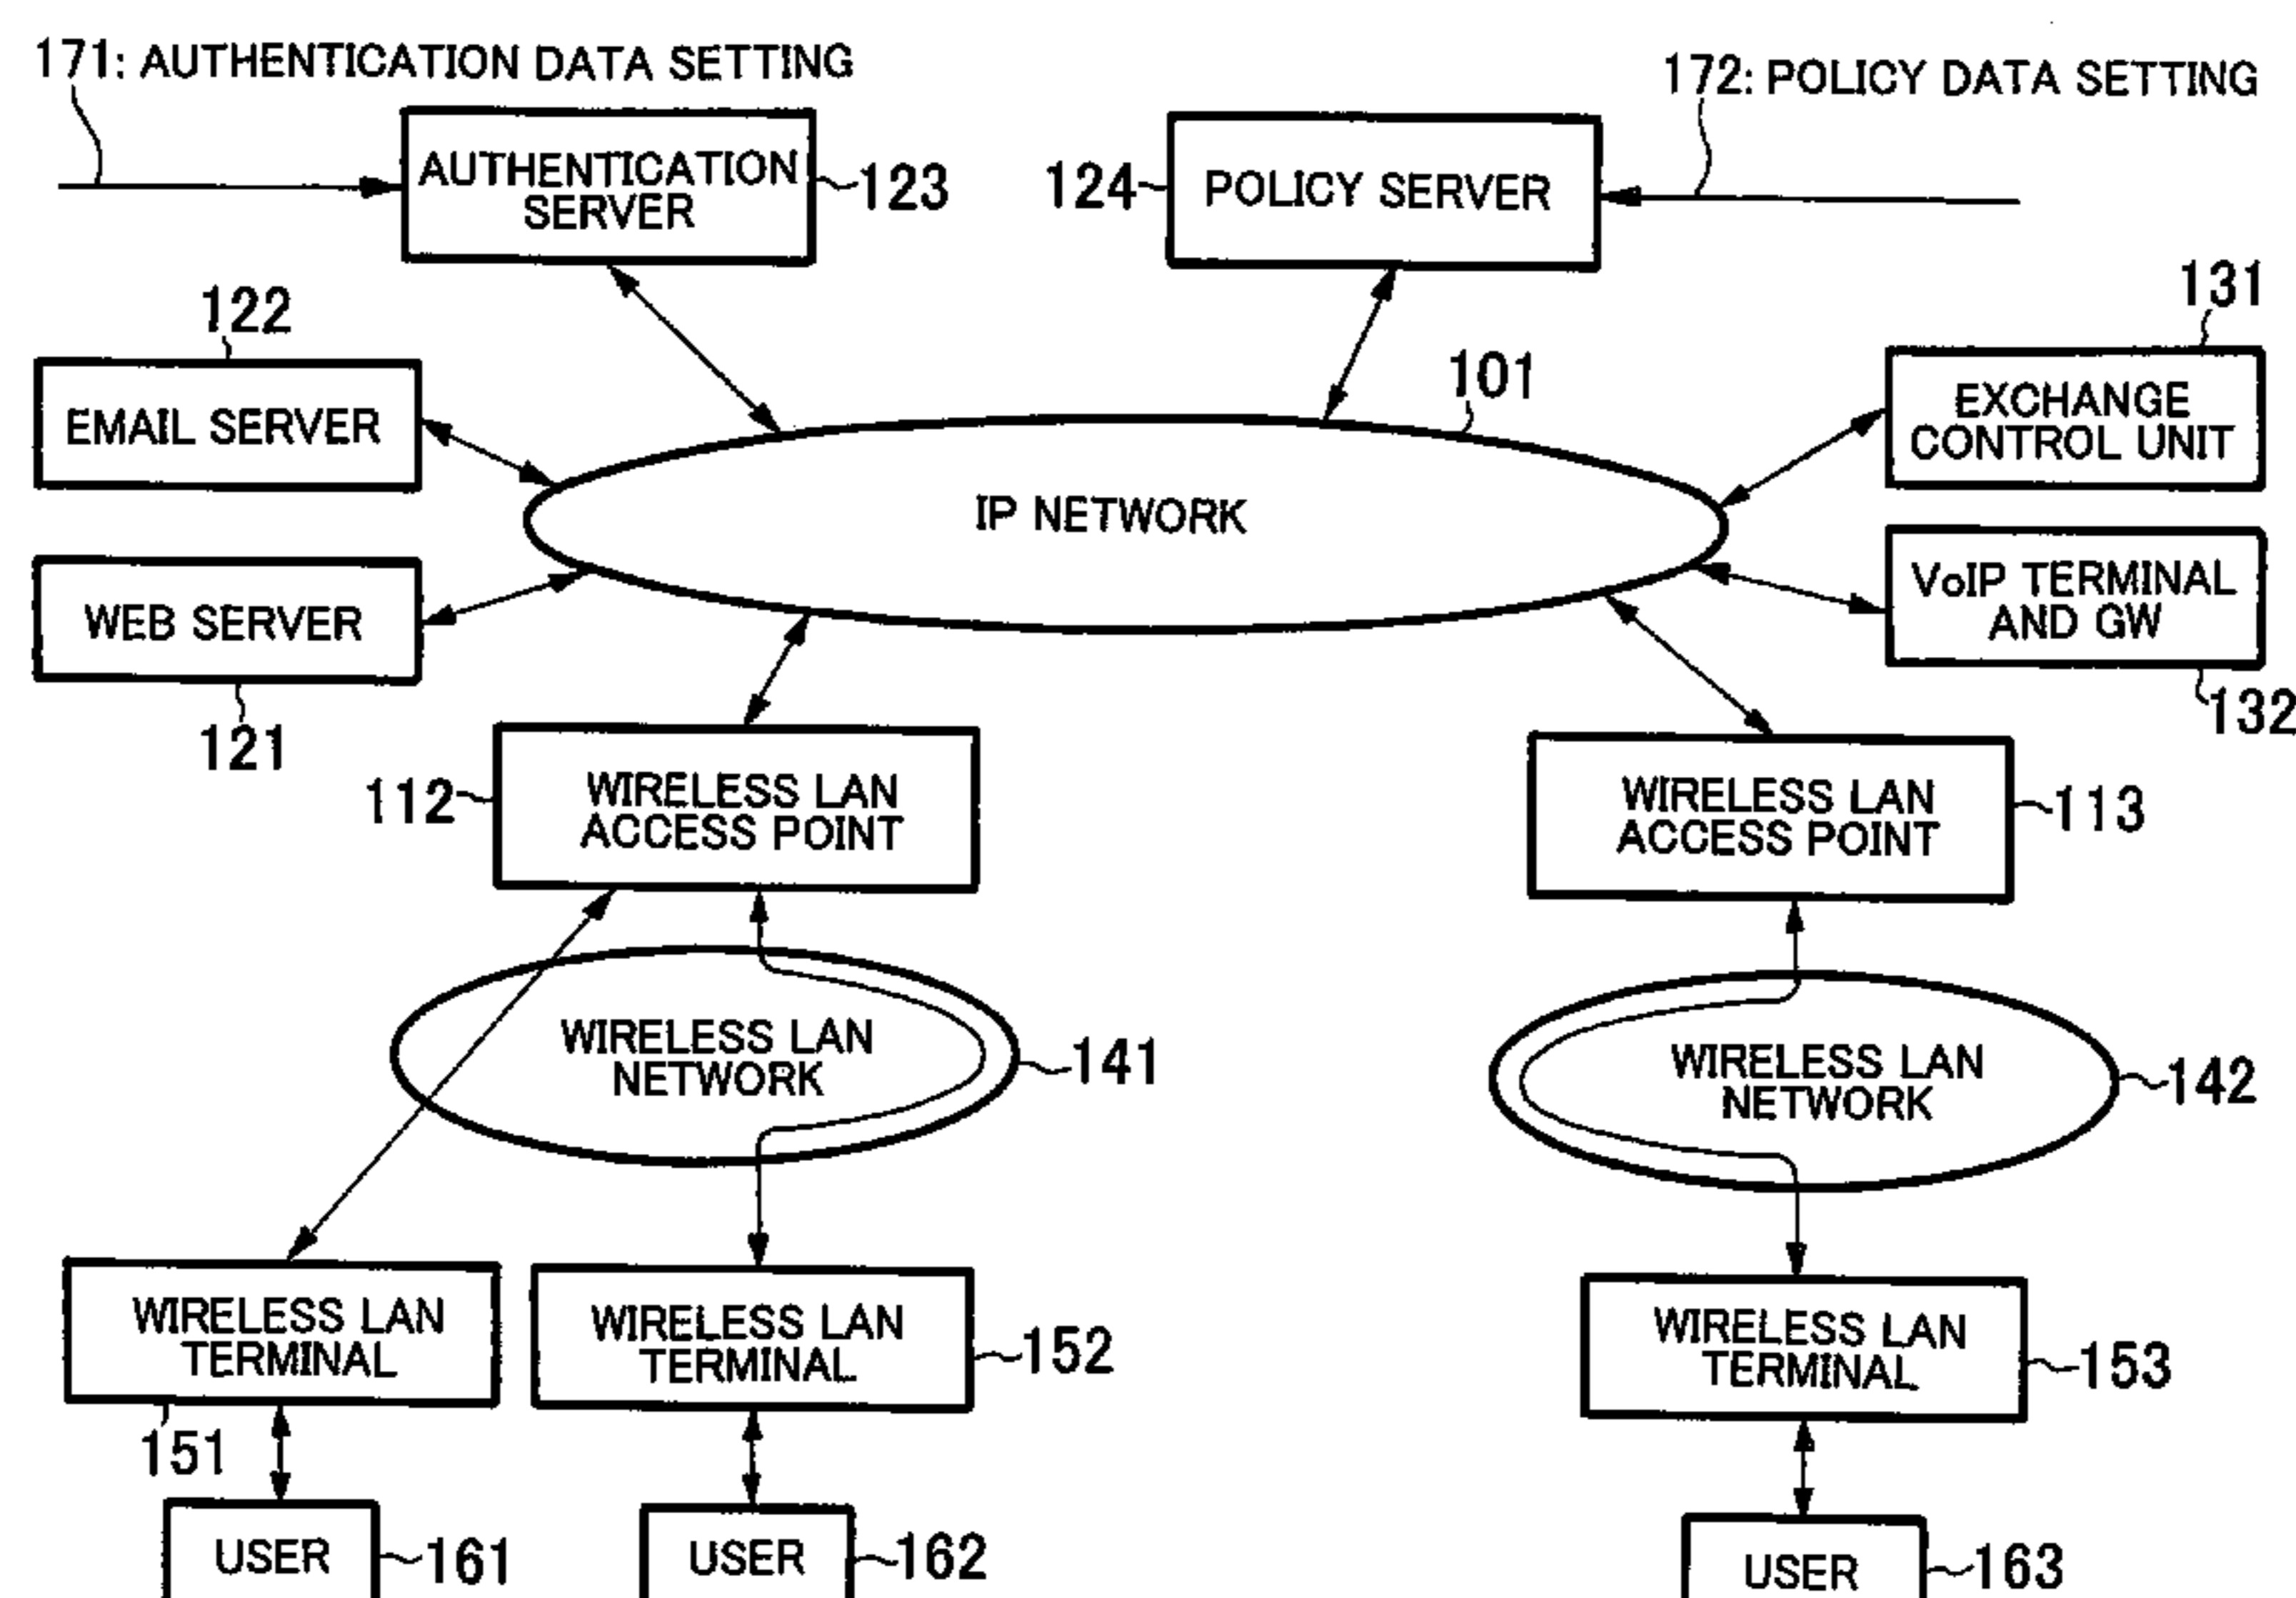 171: AUTHENTICATION DATA SETTING
172: POLICY DATA SETTING
AUTHENTICATION
SERVER
123
124
POLICY SERVER
122
131
EMAIL SERVER
101
EXCHANGE
CONTROL UNIT
IP NETWORK
WEB SERVER
VoIP TERMINAL
AND GW
121
132
112
WIRELESS LAN
ACCESS POINT
WIRELESS LAN
ACCESS POINT
113
WIRELESS LAN
NETWORK
141
WIRELESS LAN
NETWORK
142
WIRELESS LAN
TERMINAL
WIRELESS LAN
TERMINAL
152
WIRELESS LAN
TERMINAL
153
151
USER
161
USER
162
USER
163